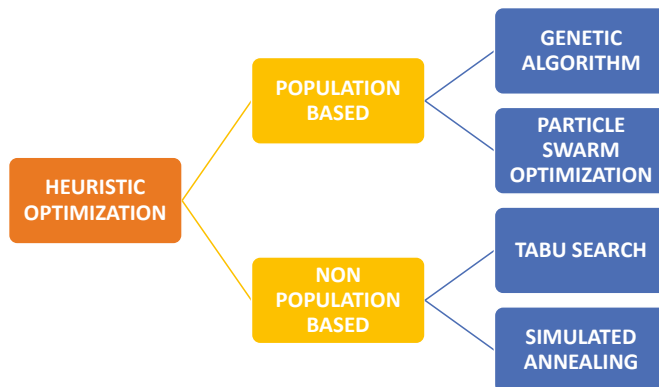 HEURISTIC
OPTIMIZATION
POPULATION
BASED
GENETIC
ALGORITHM
PARTICLE
SWARM
OPTIMIZATION
NON
POPULATION
BASED
TABU SEARCH
SIMULATED
ANNEALING